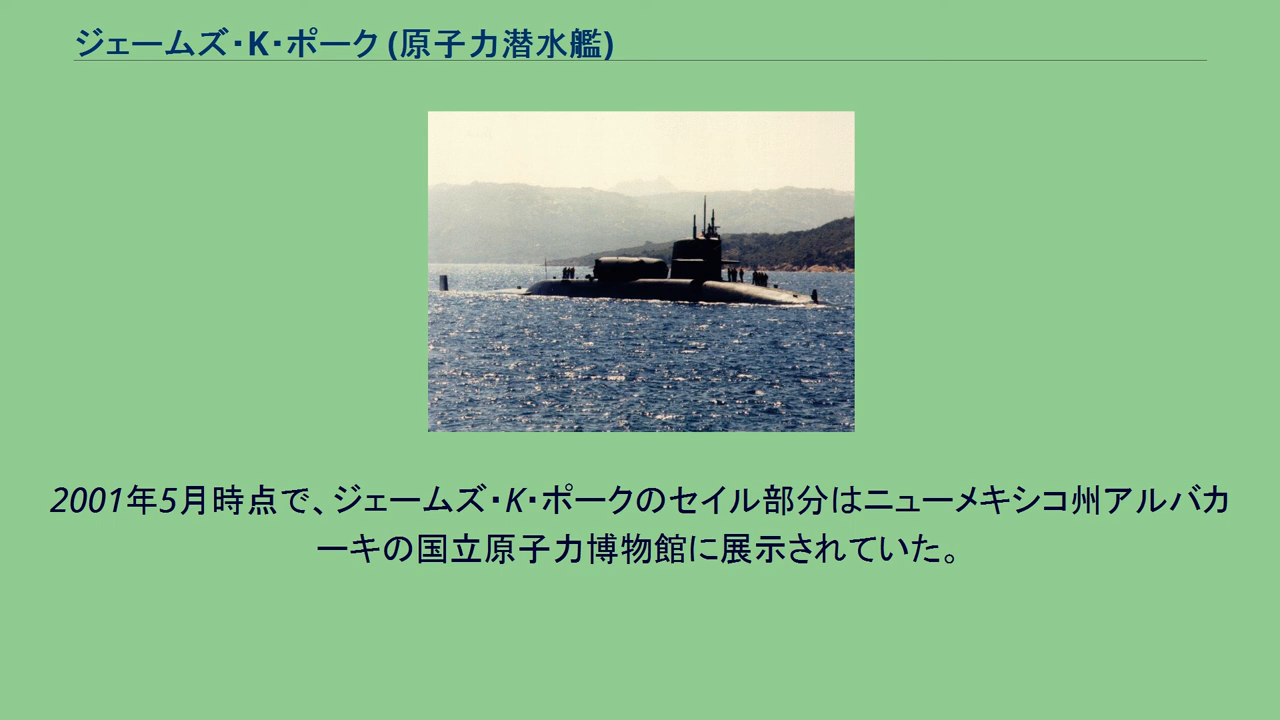 ジェームズ・K・ポーク (原子力潜水艦)
2001年5月時点で、ジェームズ・K・ポークのセイル部分はニューメキシコ州アルバカ
ーキの国立原子力博物館に展示されていた。